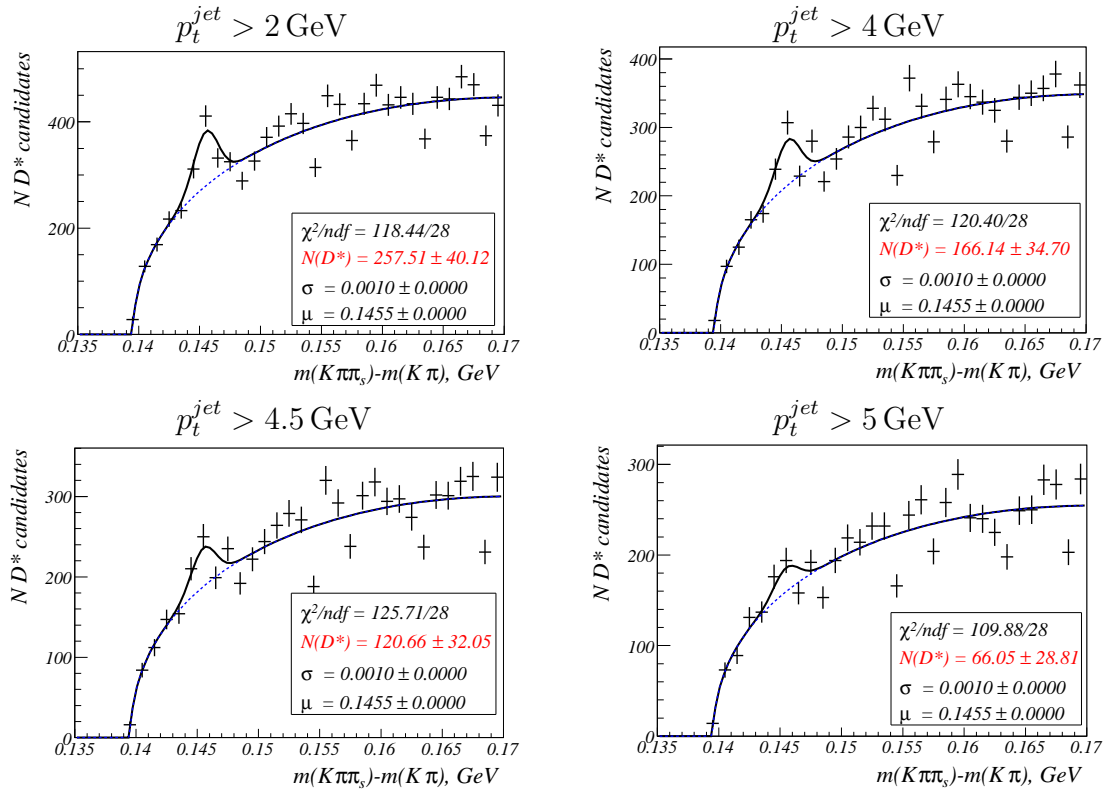 p_t^{jet} > 2 GeV
N D* candidates
400
200
0
χ²/ndf = 118.44/28
N(D*) = 257.51 ± 40.12
σ = 0.0010 ± 0.0000
μ = 0.1455 ± 0.0000
0.135 0.14 0.145 0.15 0.155 0.16 0.165 0.17
m(Kππ_s)-m(Kπ), GeV
p_t^{jet} > 4 GeV
N D* candidates
400
300
200
100
0
χ²/ndf = 120.40/28
N(D*) = 166.14 ± 34.70
σ = 0.0010 ± 0.0000
μ = 0.1455 ± 0.0000
0.135 0.14 0.145 0.15 0.155 0.16 0.165 0.17
m(Kππ_s)-m(Kπ), GeV
p_t^{jet} > 4.5 GeV
N D* candidates
300
200
100
0
χ²/ndf = 125.71/28
N(D*) = 120.66 ± 32.05
σ = 0.0010 ± 0.0000
μ = 0.1455 ± 0.0000
0.135 0.14 0.145 0.15 0.155 0.16 0.165 0.17
m(Kππ_s)-m(Kπ), GeV
p_t^{jet} > 5 GeV
N D* candidates
300
200
100
0
χ²/ndf = 109.88/28
N(D*) = 66.05 ± 28.81
σ = 0.0010 ± 0.0000
μ = 0.1455 ± 0.0000
0.135 0.14 0.145 0.15 0.155 0.16 0.165 0.17
m(Kππ_s)-m(Kπ), GeV